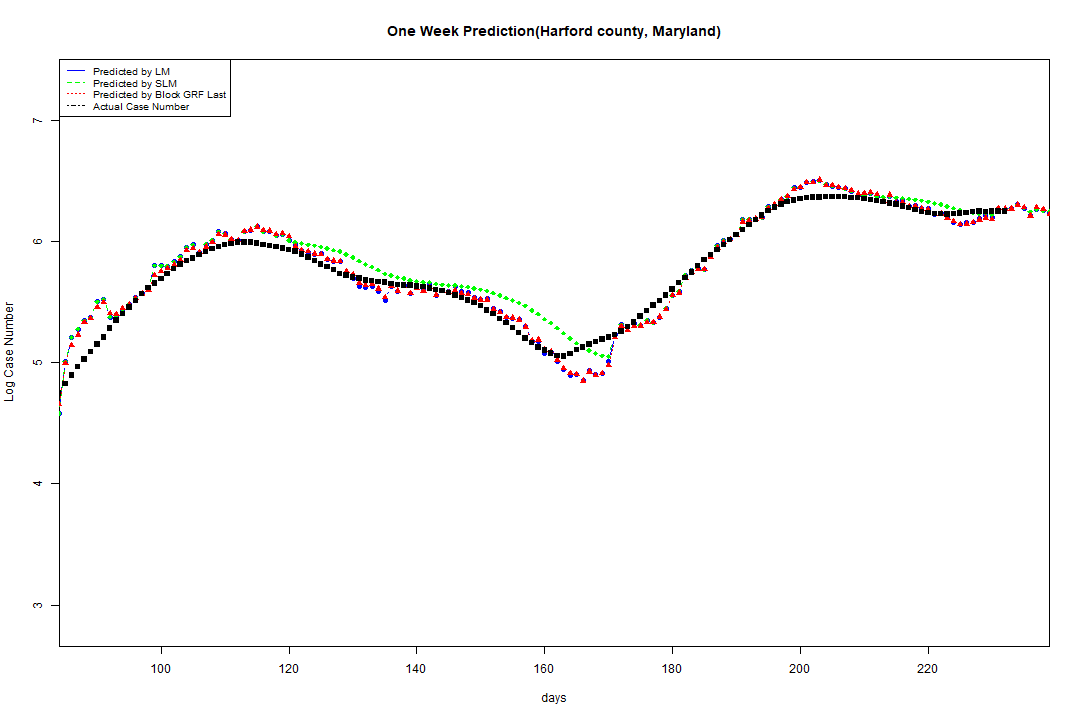 One Week Prediction(Harford county, Maryland)
Predicted by LM
Predicted by SLM
Predicted by Block GRF Last
Actual Case Number
7
6
5
4
3
Log Case Number
100 120 140 160 180 200 220
days